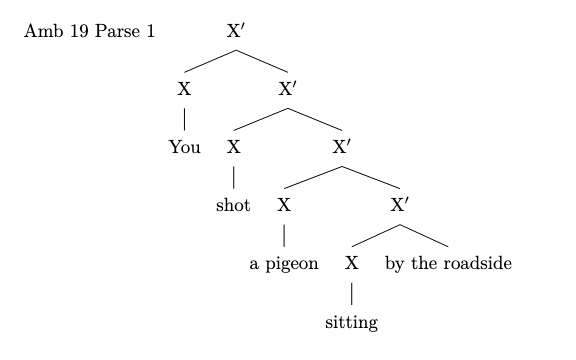 Amb 19 Parse 1 X′
X X′
You X X′
shot X X′
a pigeon X by the roadside
sitting